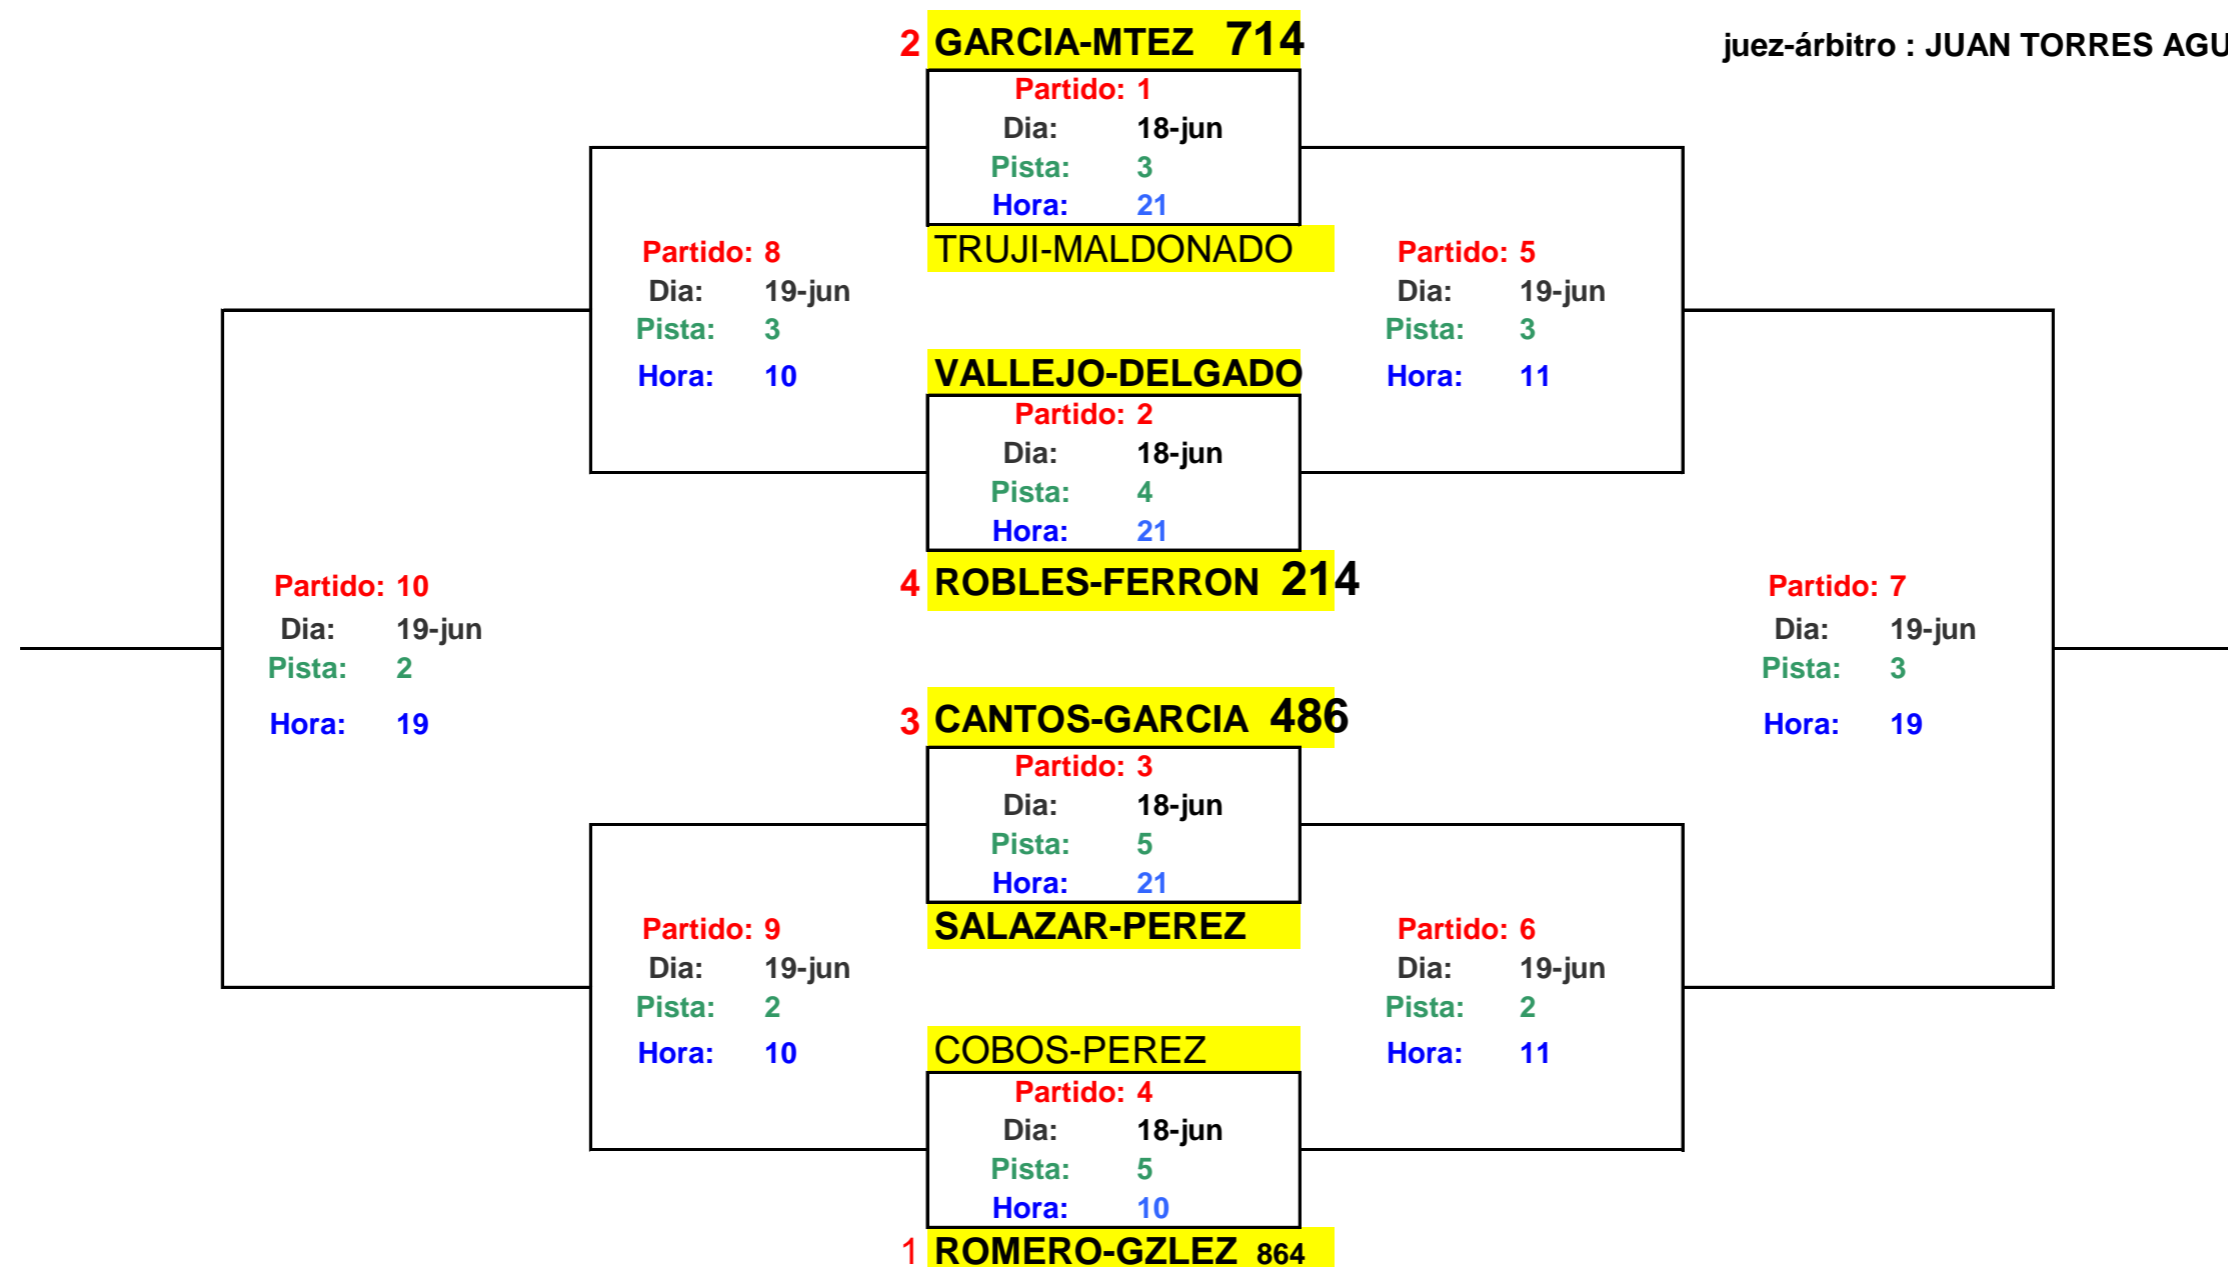 2 GARCIA-MTEZ 714
juez-árbitro : JUAN TORRES AGU
Partido: 1
Dia: 18-jun
Pista: 3
Hora: 21
TRUJI-MALDONADO
Partido: 8
Dia: 19-jun
Pista: 3
Hora: 10
Partido: 5
Dia: 19-jun
Pista: 3
Hora: 11
VALLEJO-DELGADO
Partido: 2
Dia: 18-jun
Pista: 4
Hora: 21
4 ROBLES-FERRON 214
Partido: 10
Dia: 19-jun
Pista: 2
Hora: 19
Partido: 7
Dia: 19-jun
Pista: 3
Hora: 19
3 CANTOS-GARCIA 486
Partido: 3
Dia: 18-jun
Pista: 5
Hora: 21
SALAZAR-PEREZ
Partido: 9
Dia: 19-jun
Pista: 2
Hora: 10
Partido: 6
Dia: 19-jun
Pista: 2
Hora: 11
COBOS-PEREZ
Partido: 4
Dia: 18-jun
Pista: 5
Hora: 10
1 ROMERO-GZLEZ 864